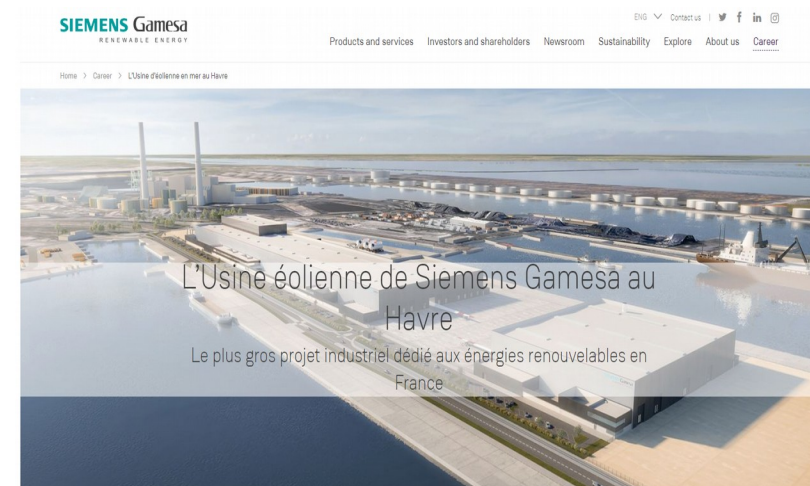 SIEMENS Gamesa
RENEWABLE ENERGY
ENG Contact us |
Products and services Investors and shareholders Newsroom Sustainability Explore About us Career
Home > Career > L'Usine d'éolienne en mer au Havre
L'Usine éolienne de Siemens Gamesa au
Havre
Le plus gros projet industriel dédié aux énergies renouvelables en
France